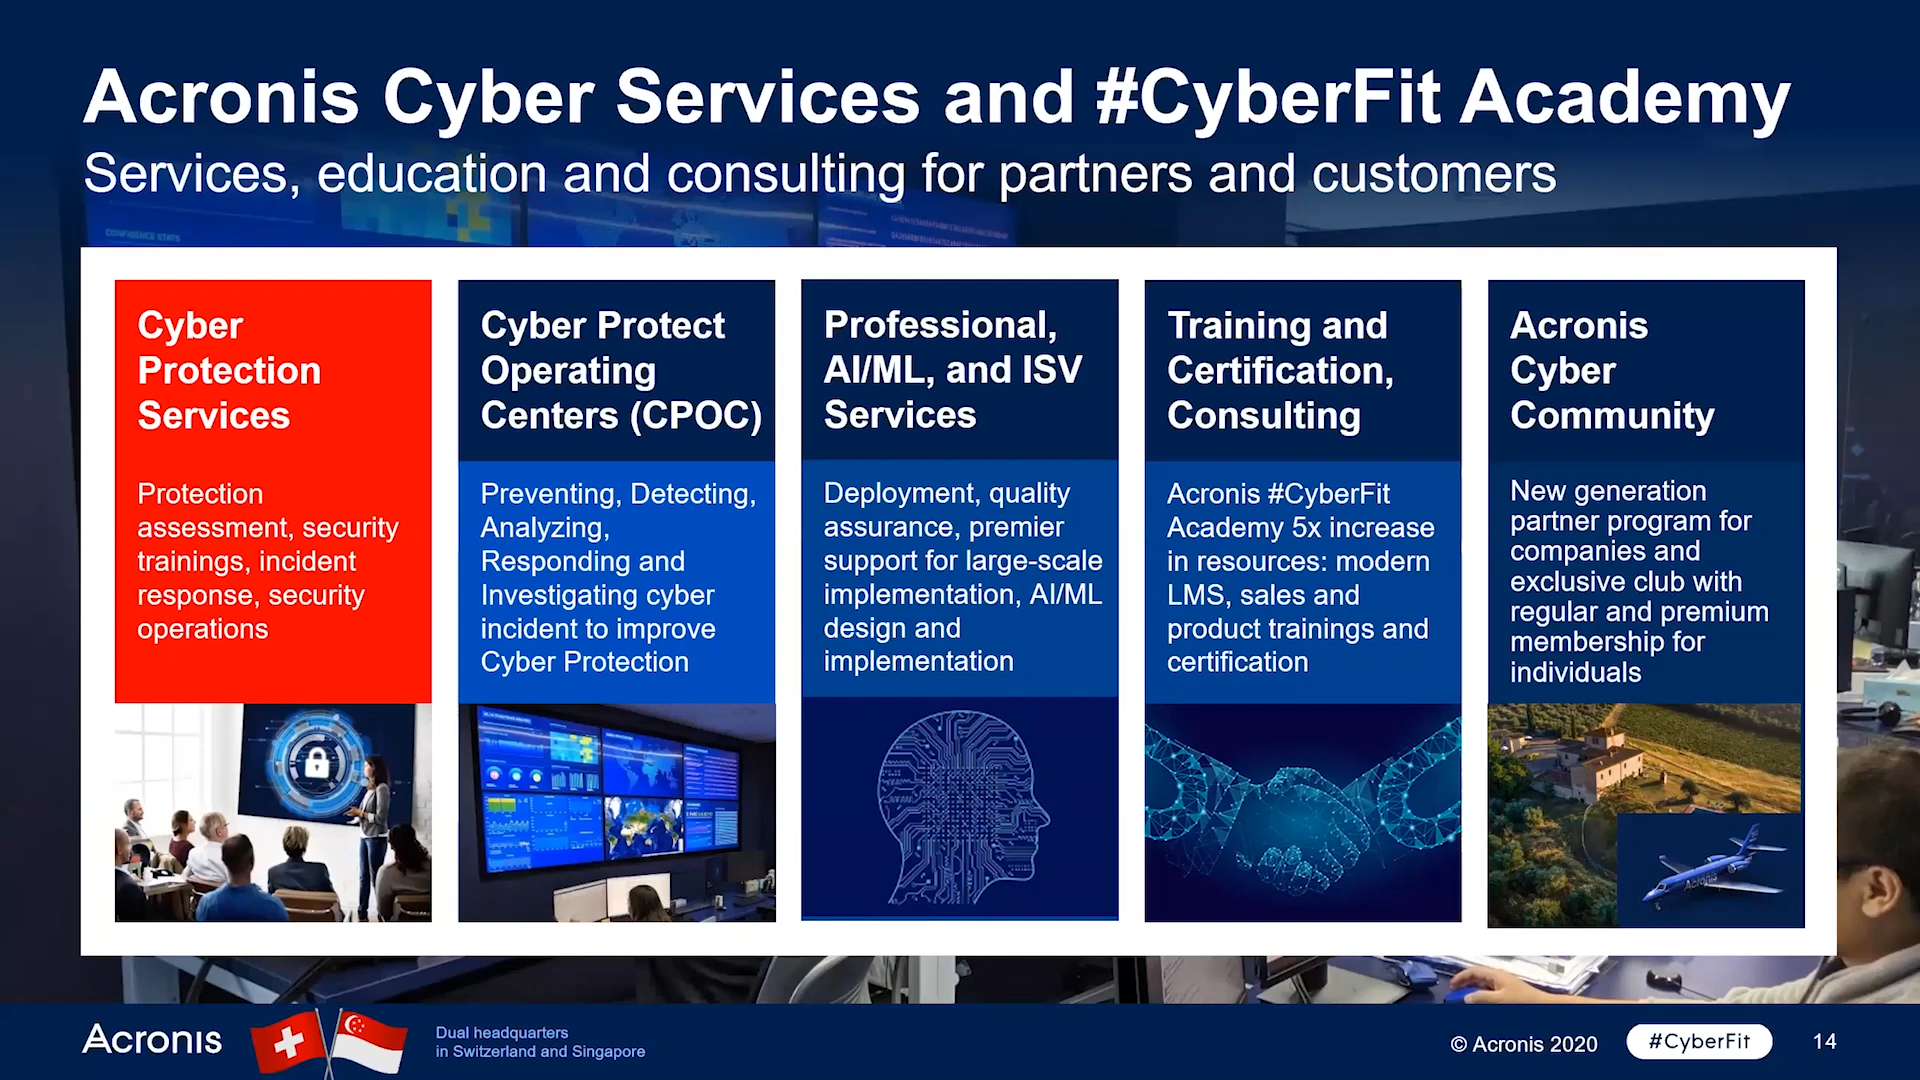 Acronis Cyber Services and #CyberFit Academy
Services, education and consulting for partners and customers
CONFIDENCE STATS
Cyber
Protection
Services
Protection
assessment, security
trainings, incident
response, security
operations
Cyber Protect
Operating
Centers (CPOC)
Preventing, Detecting,
Analyzing,
Responding and
Investigating cyber
incident to improve
Cyber Protection
Professional,
AI/ML, and ISV
Services
Deployment, quality
assurance, premier
support for large-scale
implementation, AI/ML
design and
implementation
Training and
Certification,
Consulting
Acronis #CyberFit
Academy 5x increase
in resources: modern
LMS, sales and
product trainings and
certification
Acronis
Cyber
Community
New generation
partner program for
companies and
exclusive club with
regular and premium
membership for
individuals
Acronis
Acronis
Dual headquarters
in Switzerland and Singapore
© Acronis 2020
#CyberFit
14